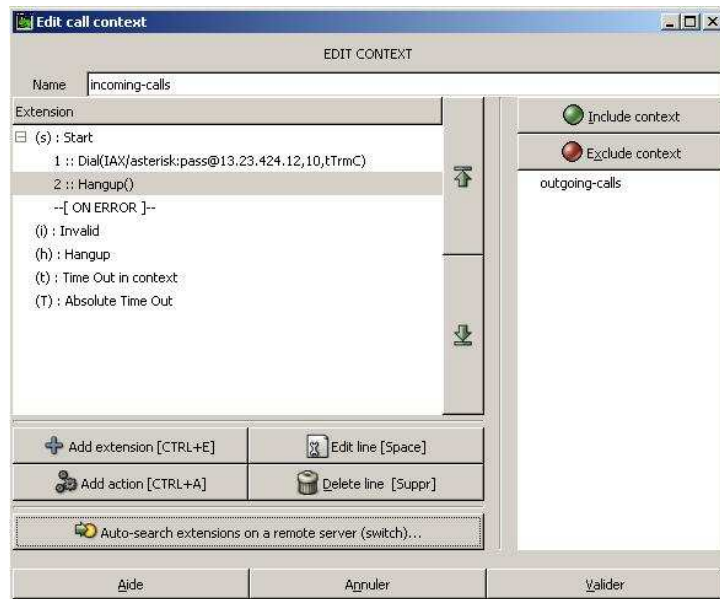 Edit call context
EDIT CONTEXT
Name incoming-calls
Extension
(s) : Start
1 :: Dial(IAX/asterisk:pass@13.23.424.12,10,tTrmC)
2 :: Hangup()
--[ ON ERROR ]--
(i) : Invalid
(h) : Hangup
(t) : Time Out in context
(T) : Absolute Time Out
Include context
Exclude context
outgoing-calls
Add extension [CTRL+E]
Edit line [Space]
Add action [CTRL+A]
Delete line [Suppr]
Auto-search extensions on a remote server (switch)...
Aide
Annuler
Valider